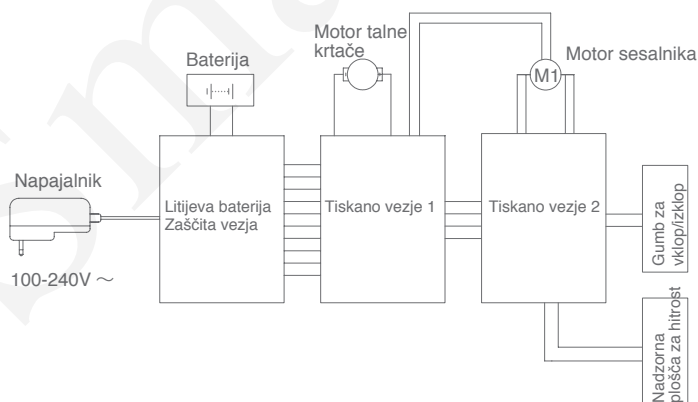 Baterija
Motor talne
krtače
Motor sesalnika
M1
Napajalnik
100-240V ~
Litijeva baterija
Zaščita vezja
Tiskano vezje 1
Tiskano vezje 2
Gumb za
vklop/izklop
Nadzorna
plošča za hitrost